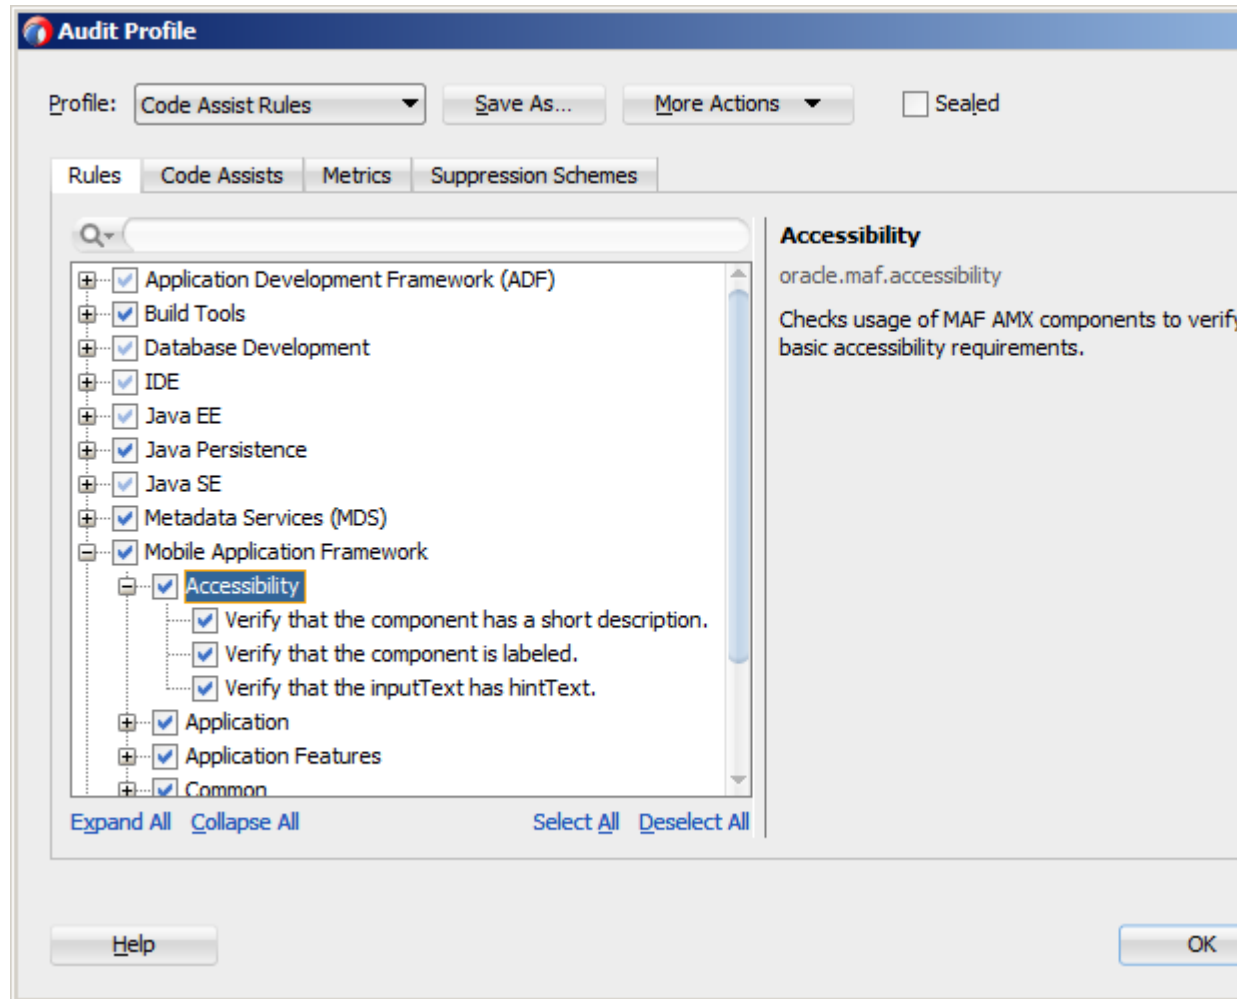 Audit Profile
Profile: Code Assist Rules Save As... More Actions Sealed
Rules Code Assists Metrics Suppression Schemes
Application Development Framework (ADF)
Build Tools
Database Development
IDE
Java EE
Java Persistence
Java SE
Metadata Services (MDS)
Mobile Application Framework
Accessibility
Verify that the component has a short description.
Verify that the component is labeled.
Verify that the inputText has hintText.
Application
Application Features
Common
Expand All Collapse All Select All Deselect All
Accessibility
oracle.maf.accessibility
Checks usage of MAF AMX components to verify
basic accessibility requirements.
Help OK